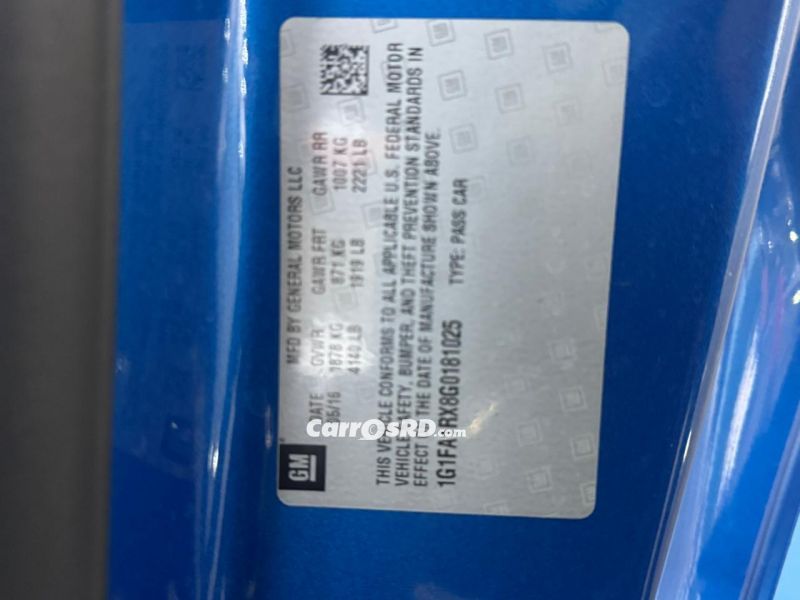 GM
MFD BY GENERAL MOTORS LLC
DATE GVWR GAWR FRT GAWR RR
05/16 1878 KG 871 KG 1007 KG
4140 LB 1919 LB 2221 LB
THIS VEHICLE CONFORMS TO ALL APPLICABLE U.S. FEDERAL MOTOR
VEHICLE SAFETY, BUMPER, AND THEFT PREVENTION STANDARDS IN
EFFECT THE DATE OF MANUFACTURE SHOWN ABOVE.
TYPE: PASS CAR
CarrOsRD.com